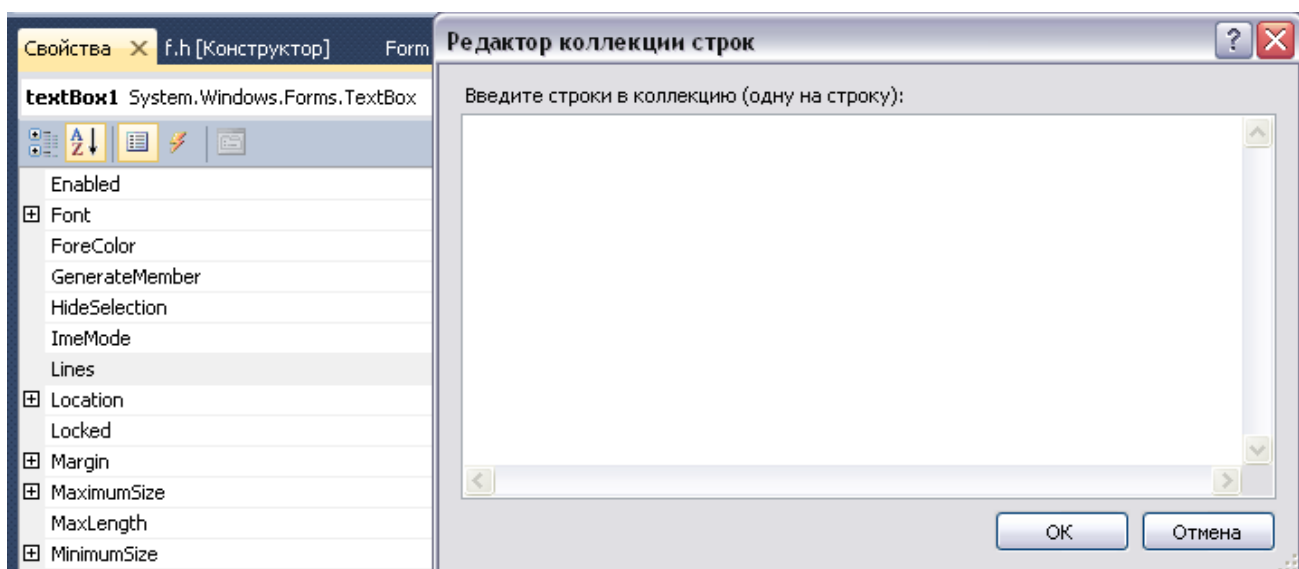 Свойства f.h [Конструктор] Form
textBox1 System.Windows.Forms.TextBox
Enabled
Font
ForeColor
GenerateMember
HideSelection
ImeMode
Lines
Location
Locked
Margin
MaximumSize
MaxLength
MinimumSize
Редактор коллекции строк
Введите строки в коллекцию (одну на строку):
ОК Отмена